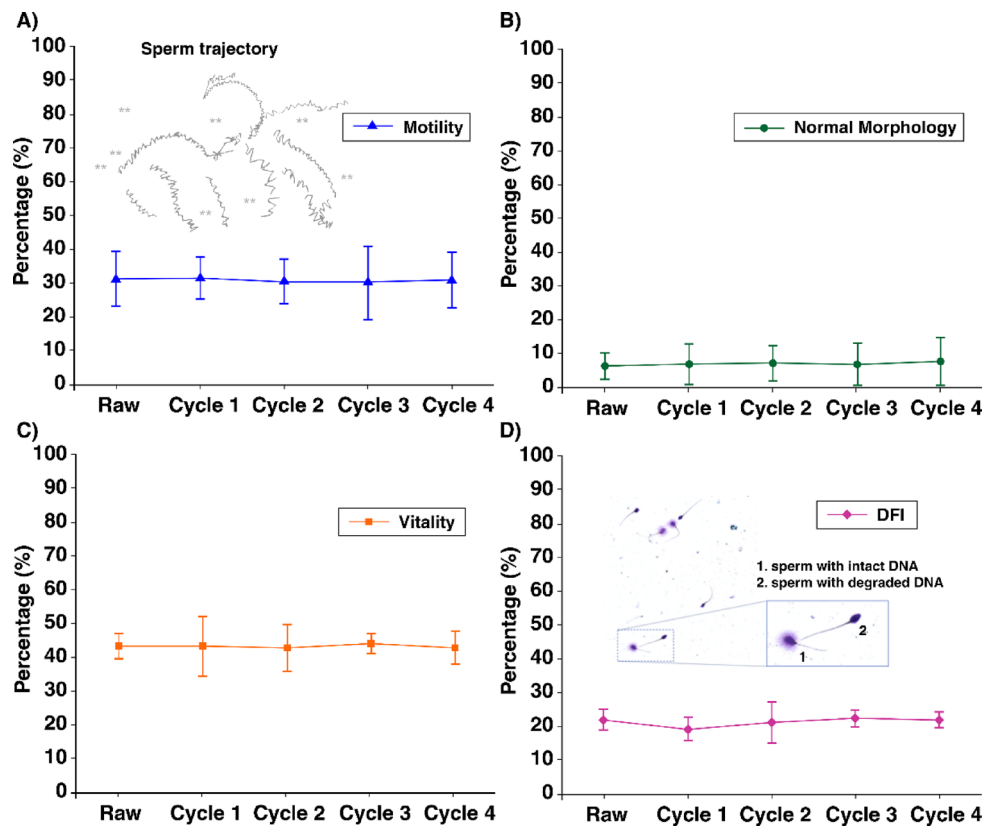 A)
Sperm trajectory
Motility
Percentage (%)
100
90
80
70
60
50
40
30
20
10
0
Raw Cycle 1 Cycle 2 Cycle 3 Cycle 4
**
**
**
**
**
**
**
**
B)
Normal Morphology
Percentage (%)
100
90
80
70
60
50
40
30
20
10
0
Raw Cycle 1 Cycle 2 Cycle 3 Cycle 4
C)
Vitality
Percentage (%)
100
90
80
70
60
50
40
30
20
10
0
Raw Cycle 1 Cycle 2 Cycle 3 Cycle 4
D)
DFI
1. sperm with intact DNA
2. sperm with degraded DNA
2
1
Percentage (%)
100
90
80
70
60
50
40
30
20
10
0
Raw Cycle 1 Cycle 2 Cycle 3 Cycle 4